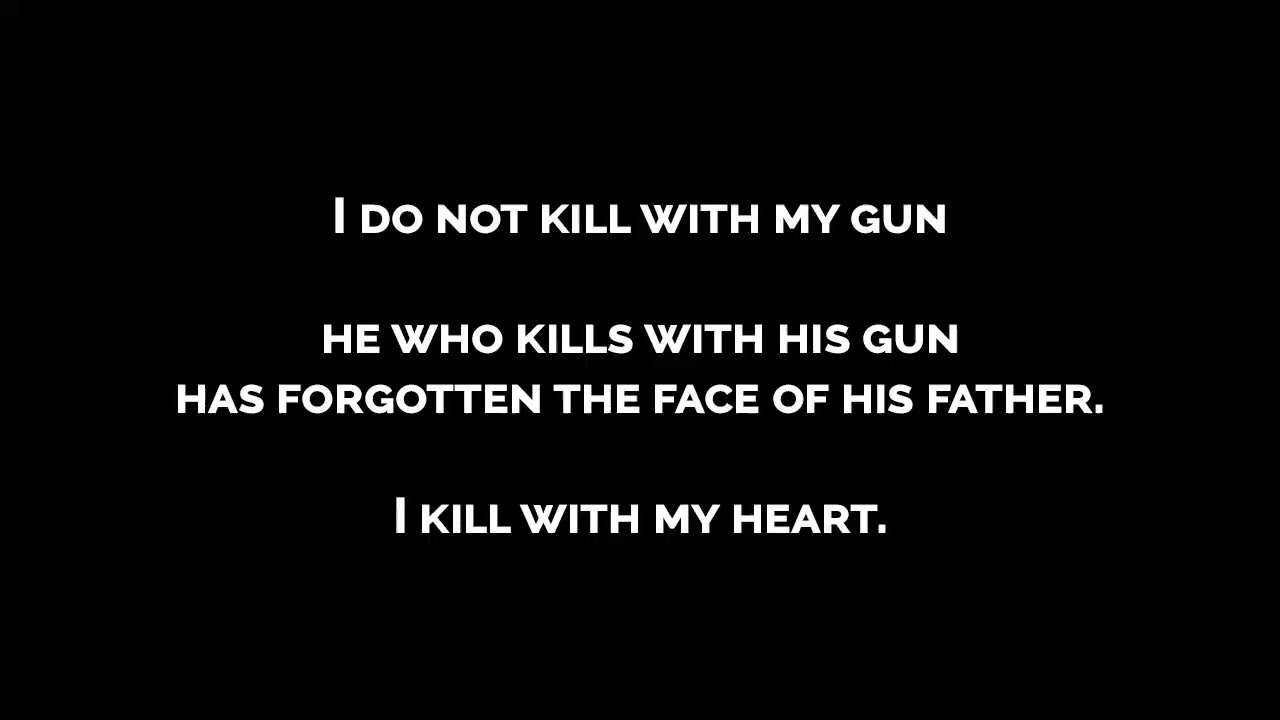 I DO NOT KILL WITH MY GUN
HE WHO KILLS WITH HIS GUN
HAS FORGOTTEN THE FACE OF HIS FATHER.
I KILL WITH MY HEART.